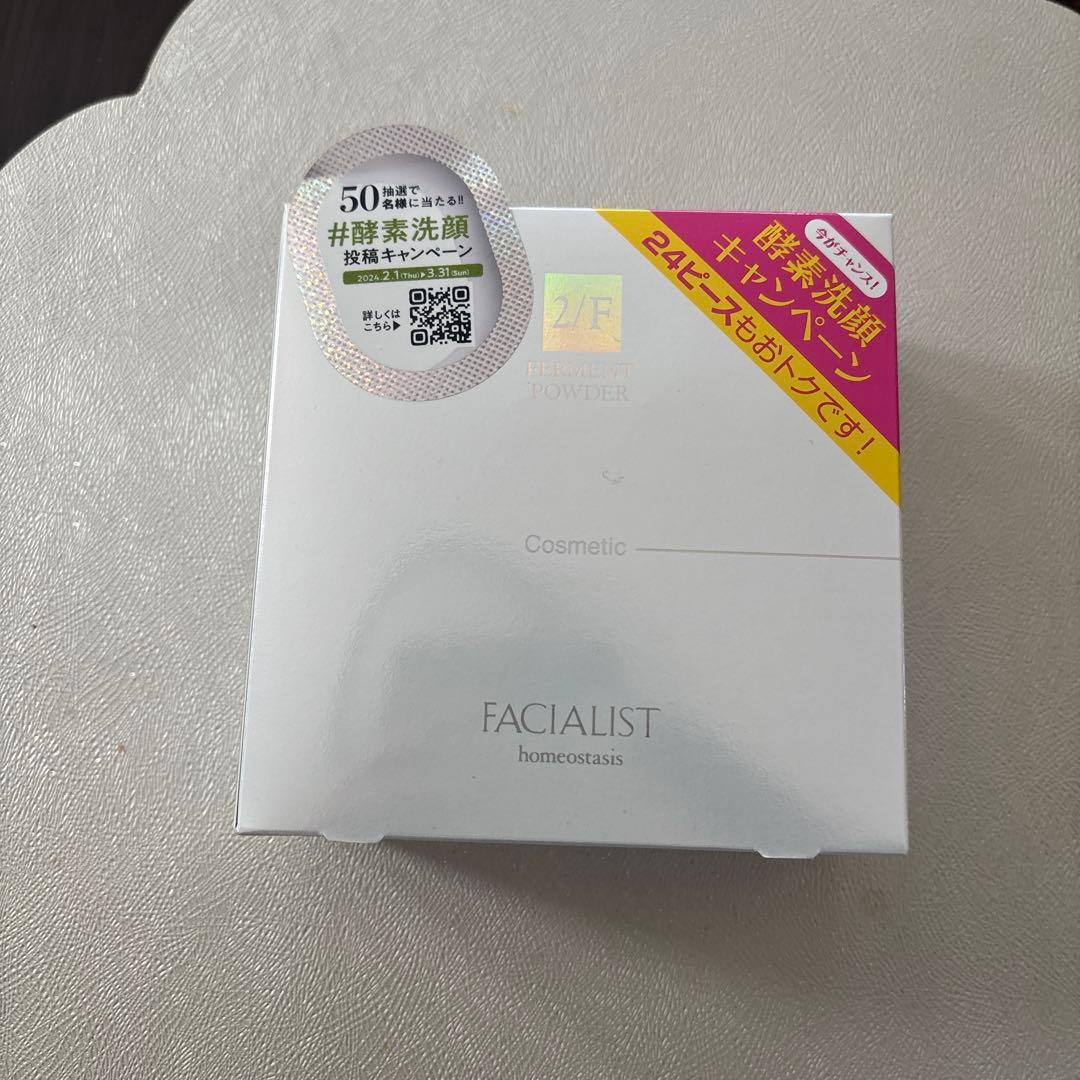 50 抽選で
名様に当たる!!
#酵素洗顔
投稿キャンペーン
2024.2.1(Thu)▶3.31(Sun)
詳しくは
こちら▶
今がチャンス!
酵素洗顔
キャンペーン
24ピースもおトクです!
2/F
FERMENT
POWDER
Cosmetic
FACIALIST
homeostasis